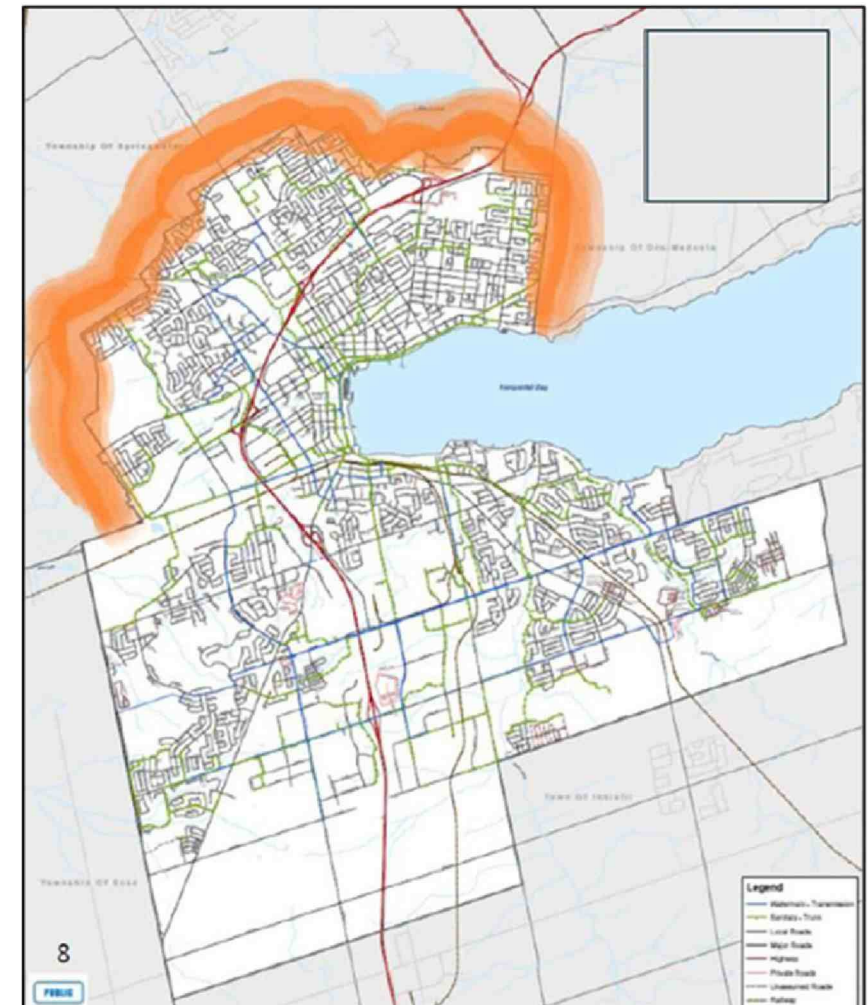 Township Of Springwater
Township Of Oro-Medonte
Kempenfelt Bay
Town Of Innisfil
Township Of Essa
Legend
Watermain - Transmission
Sanitary - Trunk
Local Roads
Major Roads
Highway
Private Roads
Unassumed Roads
Railway
8
PUBLIC